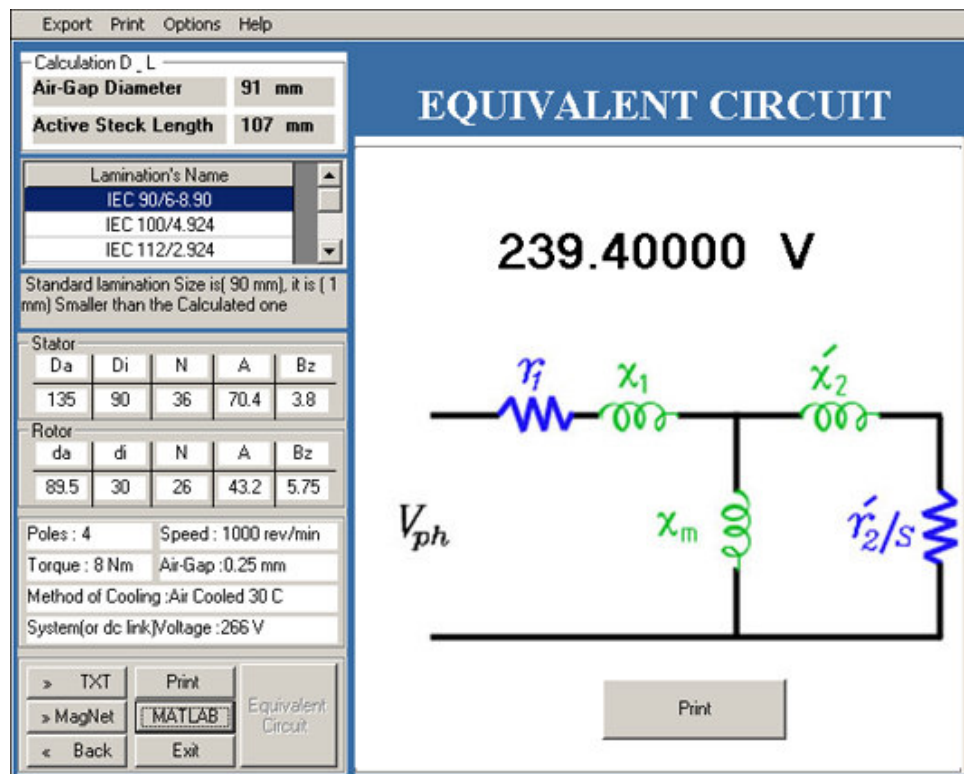 Export Print Options Help
Calculation D _ L
Air-Gap Diameter 91 mm
Active Steck Length 107 mm
Lamination's Name
IEC 90/6-8.90
IEC 100/4.924
IEC 112/2.924
Standard lamination Size is( 90 mm), it is ( 1
mm) Smaller than the Calculated one
Stator
Da Di N A Bz
135 90 36 70.4 3.8
Rotor
da di N A Bz
89.5 30 26 43.2 5.75
Poles : 4 Speed : 1000 rev/min
Torque : 8 Nm Air-Gap :0.25 mm
Method of Cooling :Air Cooled 30 C
System(or dc link)Voltage :266 V
» TXT Print
» MagNet MATLAB
« Back Exit
Equivalent
Circuit
EQUIVALENT CIRCUIT
239.40000 V
r₁ x₁ x́₂
V_ph x_m ŕ₂/s
Print